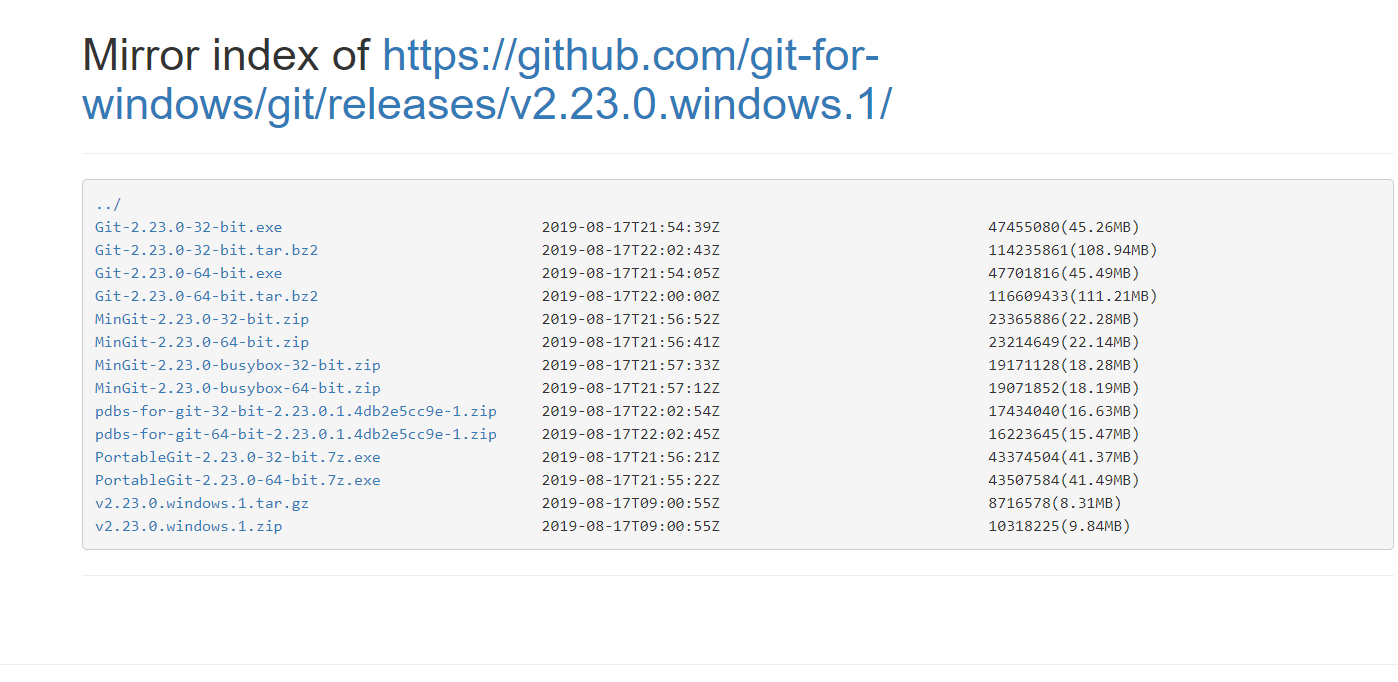 Mirror index of https://github.com/git-for-
windows/git/releases/v2.23.0.windows.1/
../
Git-2.23.0-32-bit.exe 2019-08-17T21:54:39Z 47455080(45.26MB)
Git-2.23.0-32-bit.tar.bz2 2019-08-17T22:02:43Z 114235861(108.94MB)
Git-2.23.0-64-bit.exe 2019-08-17T21:54:05Z 47701816(45.49MB)
Git-2.23.0-64-bit.tar.bz2 2019-08-17T22:00:00Z 116609433(111.21MB)
MinGit-2.23.0-32-bit.zip 2019-08-17T21:56:52Z 23365886(22.28MB)
MinGit-2.23.0-64-bit.zip 2019-08-17T21:56:41Z 23214649(22.14MB)
MinGit-2.23.0-busybox-32-bit.zip 2019-08-17T21:57:33Z 19171128(18.28MB)
MinGit-2.23.0-busybox-64-bit.zip 2019-08-17T21:57:12Z 19071852(18.19MB)
pdbs-for-git-32-bit-2.23.0.1.4db2e5cc9e-1.zip 2019-08-17T22:02:54Z 17434040(16.63MB)
pdbs-for-git-64-bit-2.23.0.1.4db2e5cc9e-1.zip 2019-08-17T22:02:45Z 16223645(15.47MB)
PortableGit-2.23.0-32-bit.7z.exe 2019-08-17T21:56:21Z 43374504(41.37MB)
PortableGit-2.23.0-64-bit.7z.exe 2019-08-17T21:55:22Z 43507584(41.49MB)
v2.23.0.windows.1.tar.gz 2019-08-17T09:00:55Z 8716578(8.31MB)
v2.23.0.windows.1.zip 2019-08-17T09:00:55Z 10318225(9.84MB)